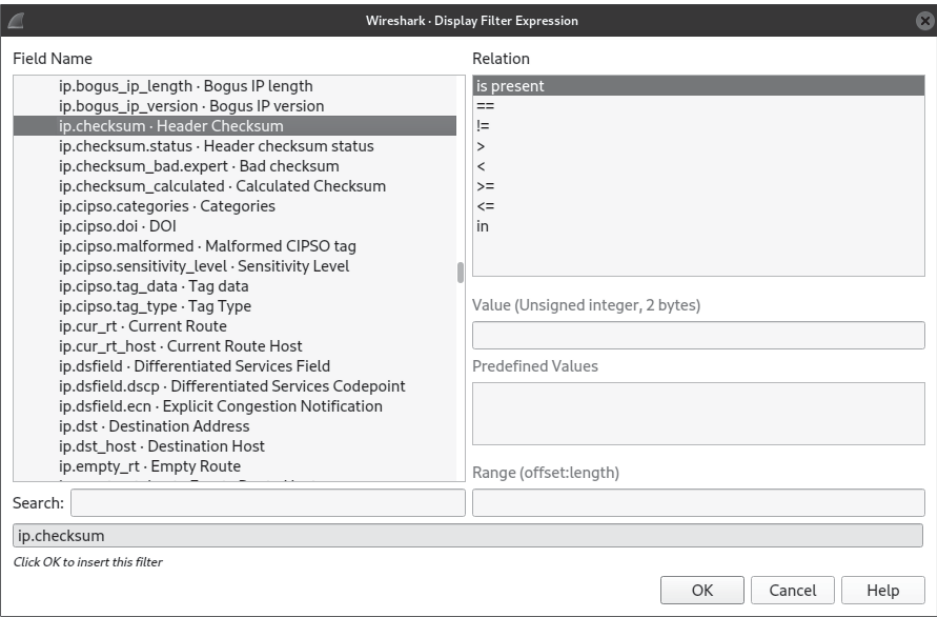 Wireshark · Display Filter Expression
Field Name
ip.bogus_ip_length · Bogus IP length
ip.bogus_ip_version · Bogus IP version
ip.checksum · Header Checksum
ip.checksum.status · Header checksum status
ip.checksum_bad.expert · Bad checksum
ip.checksum_calculated · Calculated Checksum
ip.cipso.categories · Categories
ip.cipso.doi · DOI
ip.cipso.malformed · Malformed CIPSO tag
ip.cipso.sensitivity_level · Sensitivity Level
ip.cipso.tag_data · Tag data
ip.cipso.tag_type · Tag Type
ip.cur_rt · Current Route
ip.cur_rt_host · Current Route Host
ip.dsfield · Differentiated Services Field
ip.dsfield.dscp · Differentiated Services Codepoint
ip.dsfield.ecn · Explicit Congestion Notification
ip.dst · Destination Address
ip.dst_host · Destination Host
ip.empty_rt · Empty Route
Search:
Relation
is present
==
!=
>
<
>=
<=
in
Value (Unsigned integer, 2 bytes)
Predefined Values
Range (offset:length)
ip.checksum
Click OK to insert this filter
OK
Cancel
Help